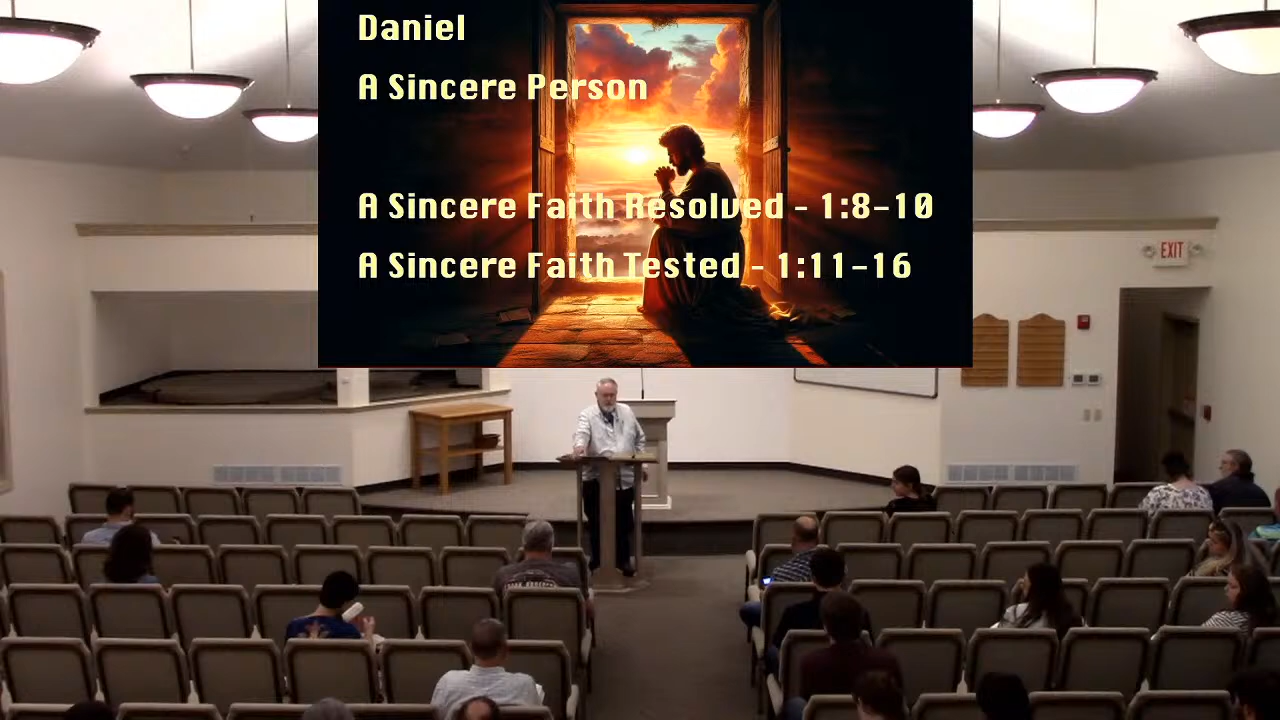 Daniel
A Sincere Person
A Sincere Faith Resolved - 1:8-10
A Sincere Faith Tested - 1:11-16
EXIT